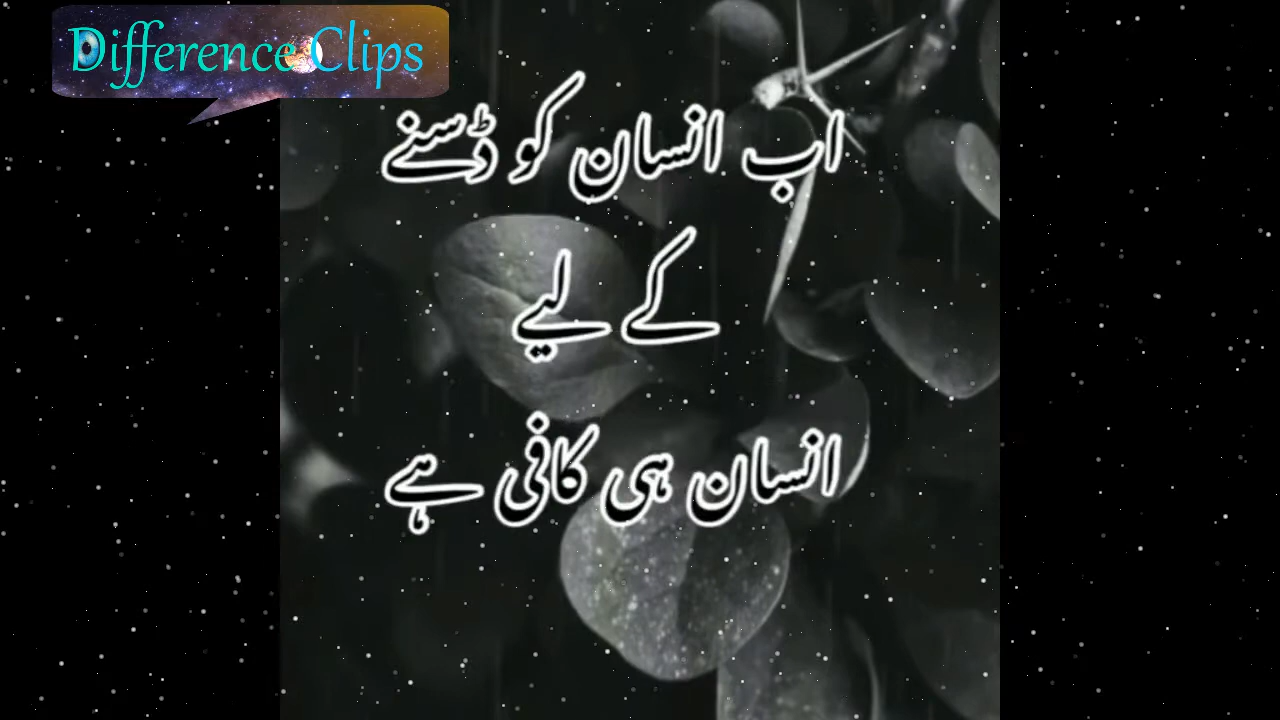 Difference Clips
اب انسان کو ڈسنے
کے لیے
انسان ہی کافی ہے